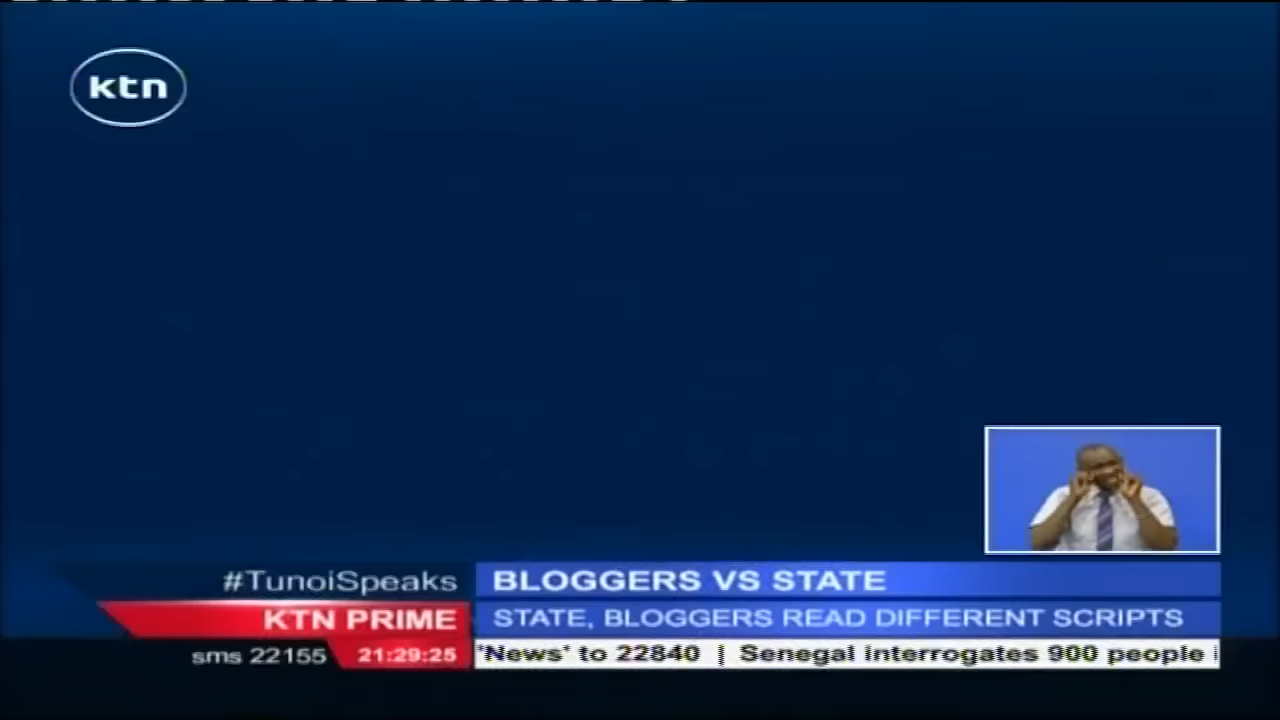 ktn
#TunoiSpeaks
BLOGGERS VS STATE
KTN PRIME
STATE, BLOGGERS READ DIFFERENT SCRIPTS
sms 22155
21:29:25
'News' to 22840 | Senegal interrogates 900 people